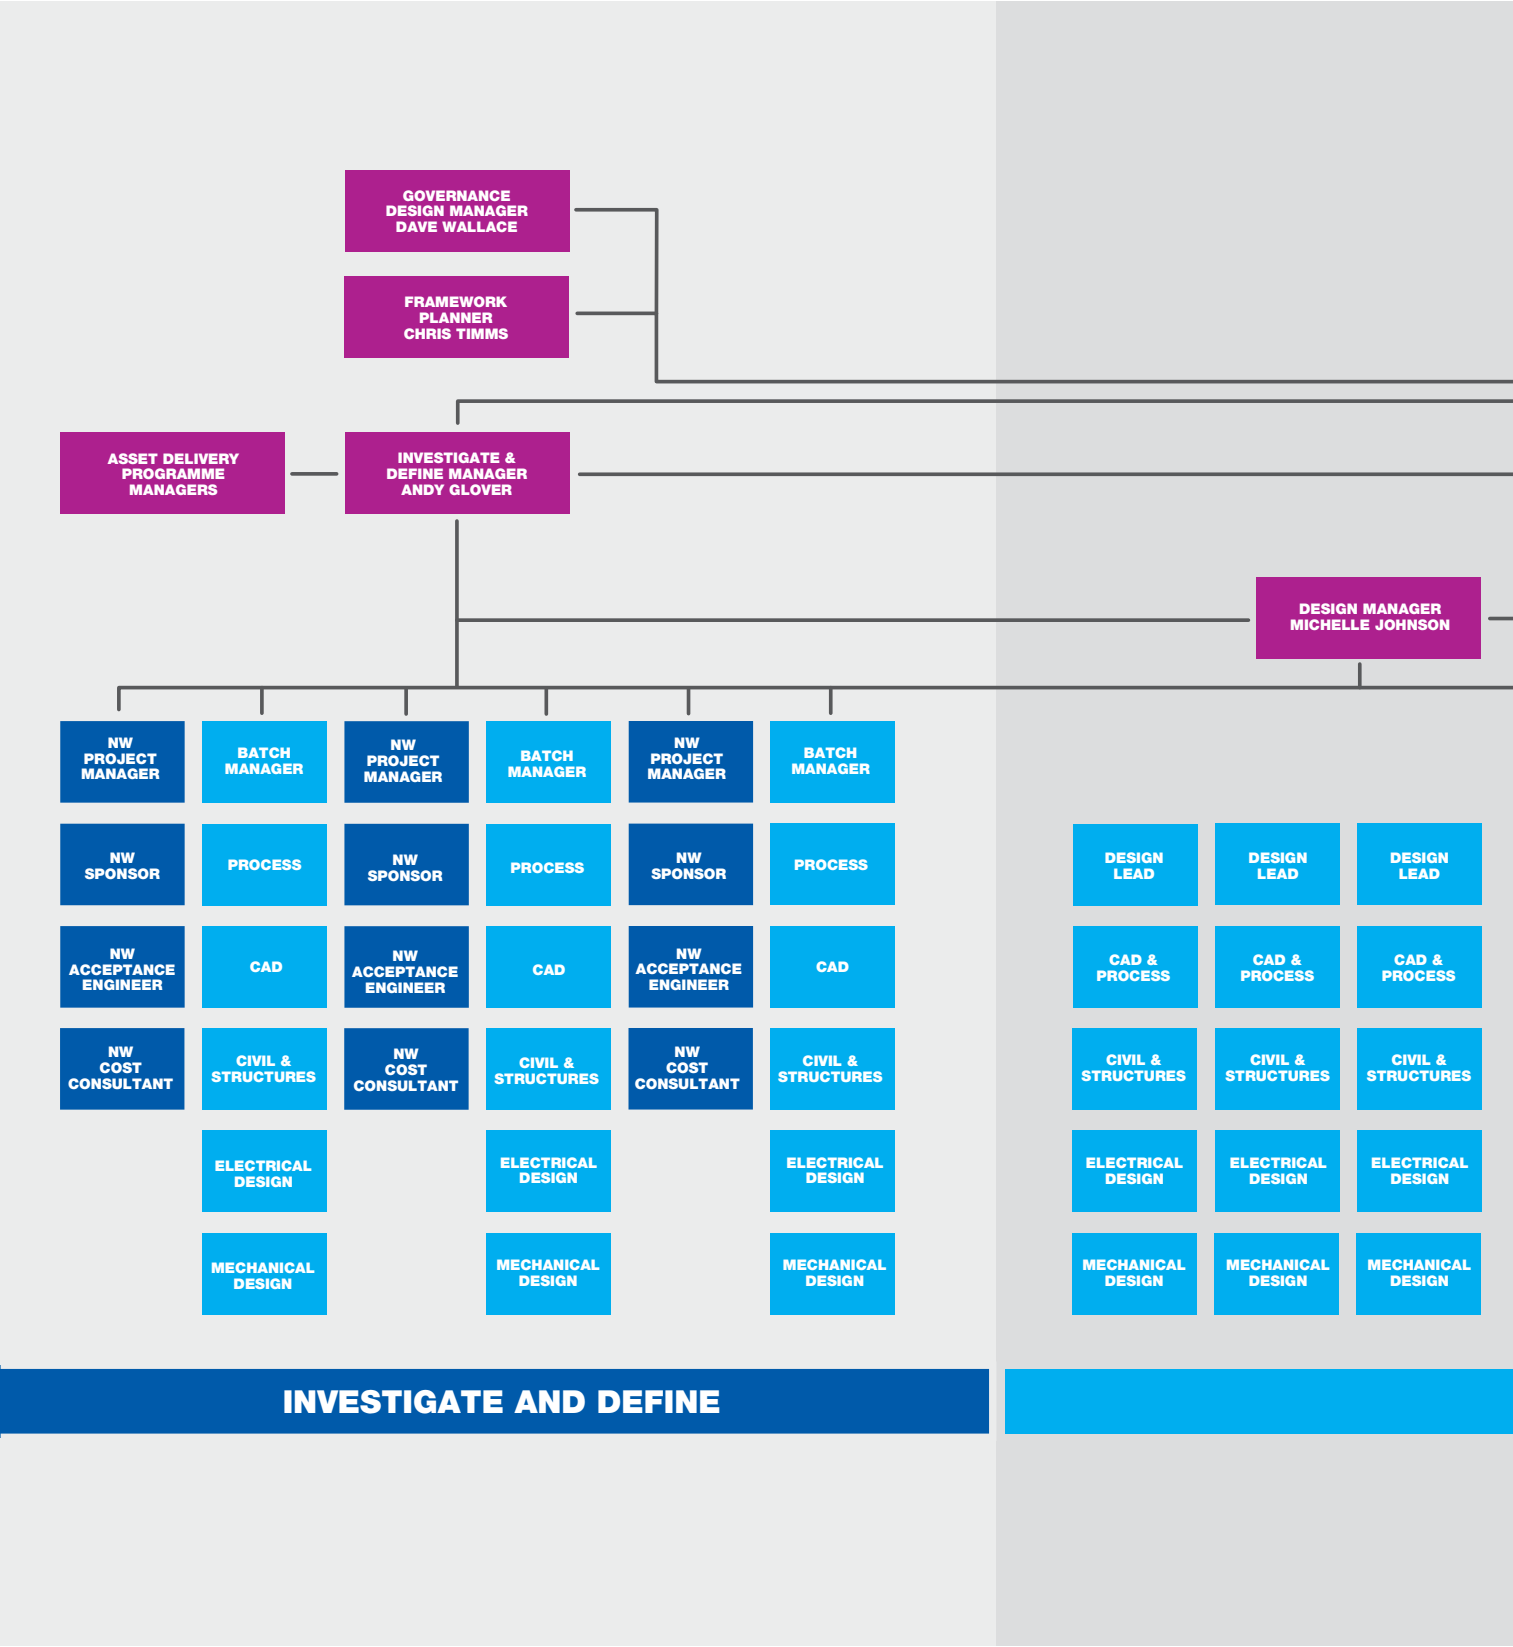 GOVERNANCE
DESIGN MANAGER
DAVE WALLACE
FRAMEWORK
PLANNER
CHRIS TIMMS
ASSET DELIVERY
PROGRAMME
MANAGERS
INVESTIGATE &
DEFINE MANAGER
ANDY GLOVER
DESIGN MANAGER
MICHELLE JOHNSON
NW
PROJECT
MANAGER
BATCH
MANAGER
NW
PROJECT
MANAGER
BATCH
MANAGER
NW
PROJECT
MANAGER
BATCH
MANAGER
NW
SPONSOR
PROCESS
NW
SPONSOR
PROCESS
NW
SPONSOR
PROCESS
DESIGN
LEAD
DESIGN
LEAD
DESIGN
LEAD
NW
ACCEPTANCE
ENGINEER
CAD
NW
ACCEPTANCE
ENGINEER
CAD
NW
ACCEPTANCE
ENGINEER
CAD
CAD &
PROCESS
CAD &
PROCESS
CAD &
PROCESS
NW
COST
CONSULTANT
CIVIL &
STRUCTURES
NW
COST
CONSULTANT
CIVIL &
STRUCTURES
NW
COST
CONSULTANT
CIVIL &
STRUCTURES
CIVIL &
STRUCTURES
CIVIL &
STRUCTURES
CIVIL &
STRUCTURES
ELECTRICAL
DESIGN
ELECTRICAL
DESIGN
ELECTRICAL
DESIGN
ELECTRICAL
DESIGN
ELECTRICAL
DESIGN
ELECTRICAL
DESIGN
MECHANICAL
DESIGN
MECHANICAL
DESIGN
MECHANICAL
DESIGN
MECHANICAL
DESIGN
MECHANICAL
DESIGN
MECHANICAL
DESIGN
INVESTIGATE AND DEFINE